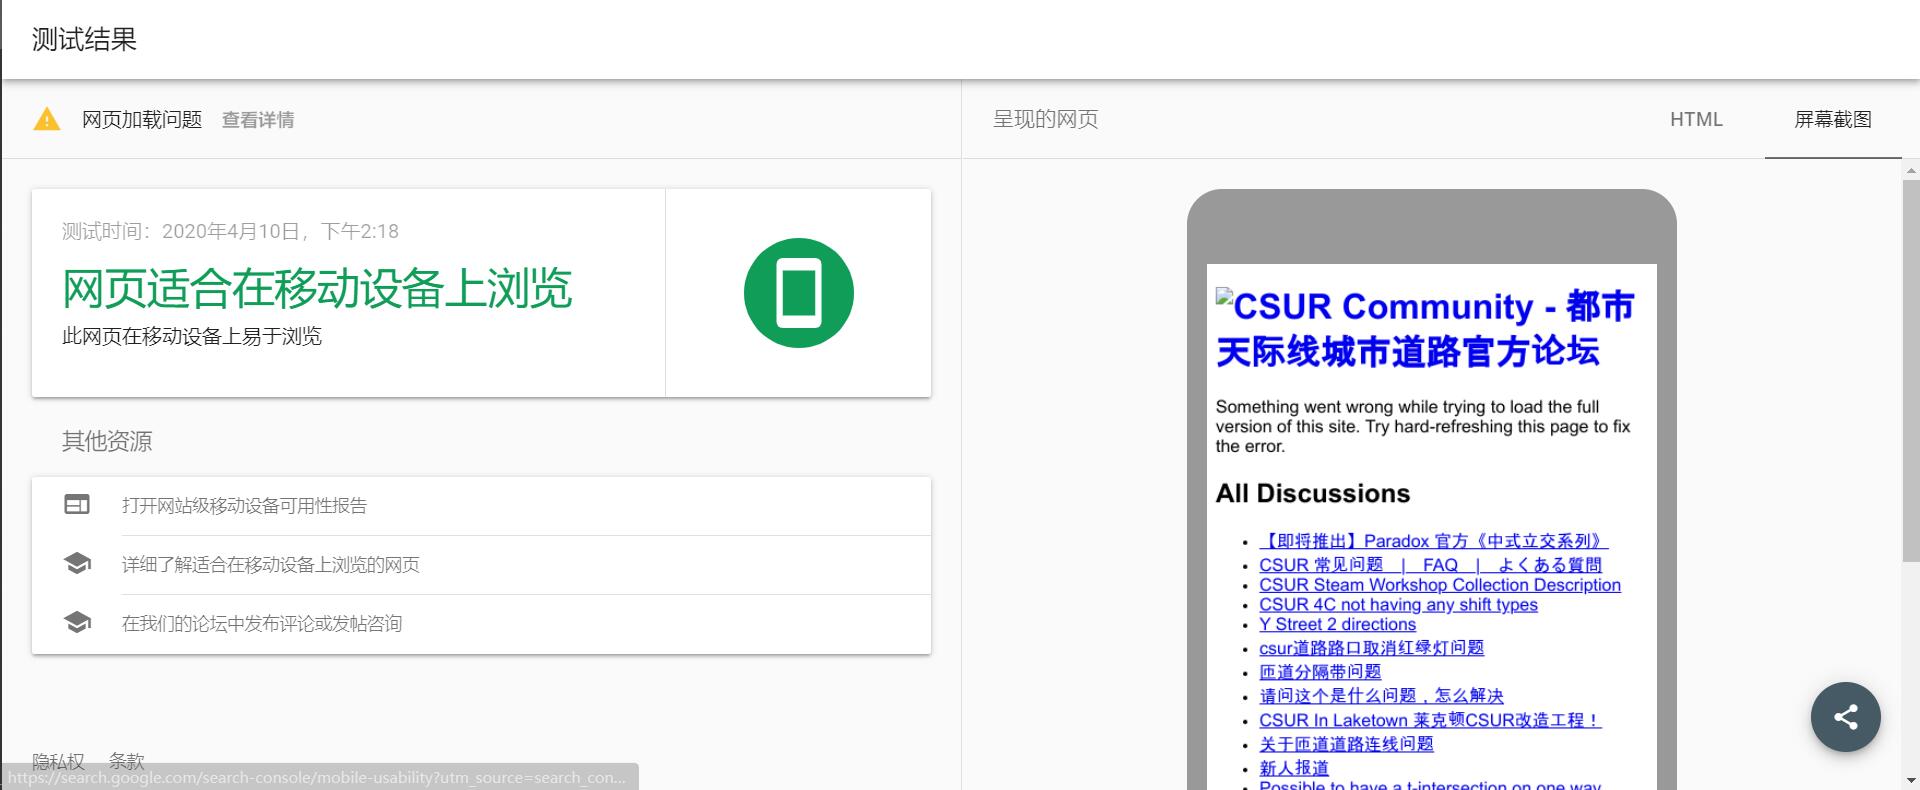 测试结果
网页加载问题 查看详情
呈现的网页 HTML 屏幕截图
测试时间：2020年4月10日，下午2:18
网页适合在移动设备上浏览
此网页在移动设备上易于浏览
其他资源
打开网站级移动设备可用性报告
详细了解适合在移动设备上浏览的网页
在我们的论坛中发布评论或发帖咨询
隐私权 条款
https://search.google.com/search-console/mobile-usability?utm_source=search_con...
CSUR Community - 都市
天际线城市道路官方论坛
Something went wrong while trying to load the full
version of this site. Try hard-refreshing this page to fix
the error.
All Discussions
【即将推出】Paradox 官方《中式立交系列》
CSUR 常见问题 | FAQ | よくある質問
CSUR Steam Workshop Collection Description
CSUR 4C not having any shift types
Y Street 2 directions
csur道路路口取消红绿灯问题
匝道分隔带问题
请问这个是什么问题，怎么解决
CSUR In Laketown 莱克顿CSUR改造工程！
关于匝道道路连线问题
新人报道
Possible to have a t-intersection on one way